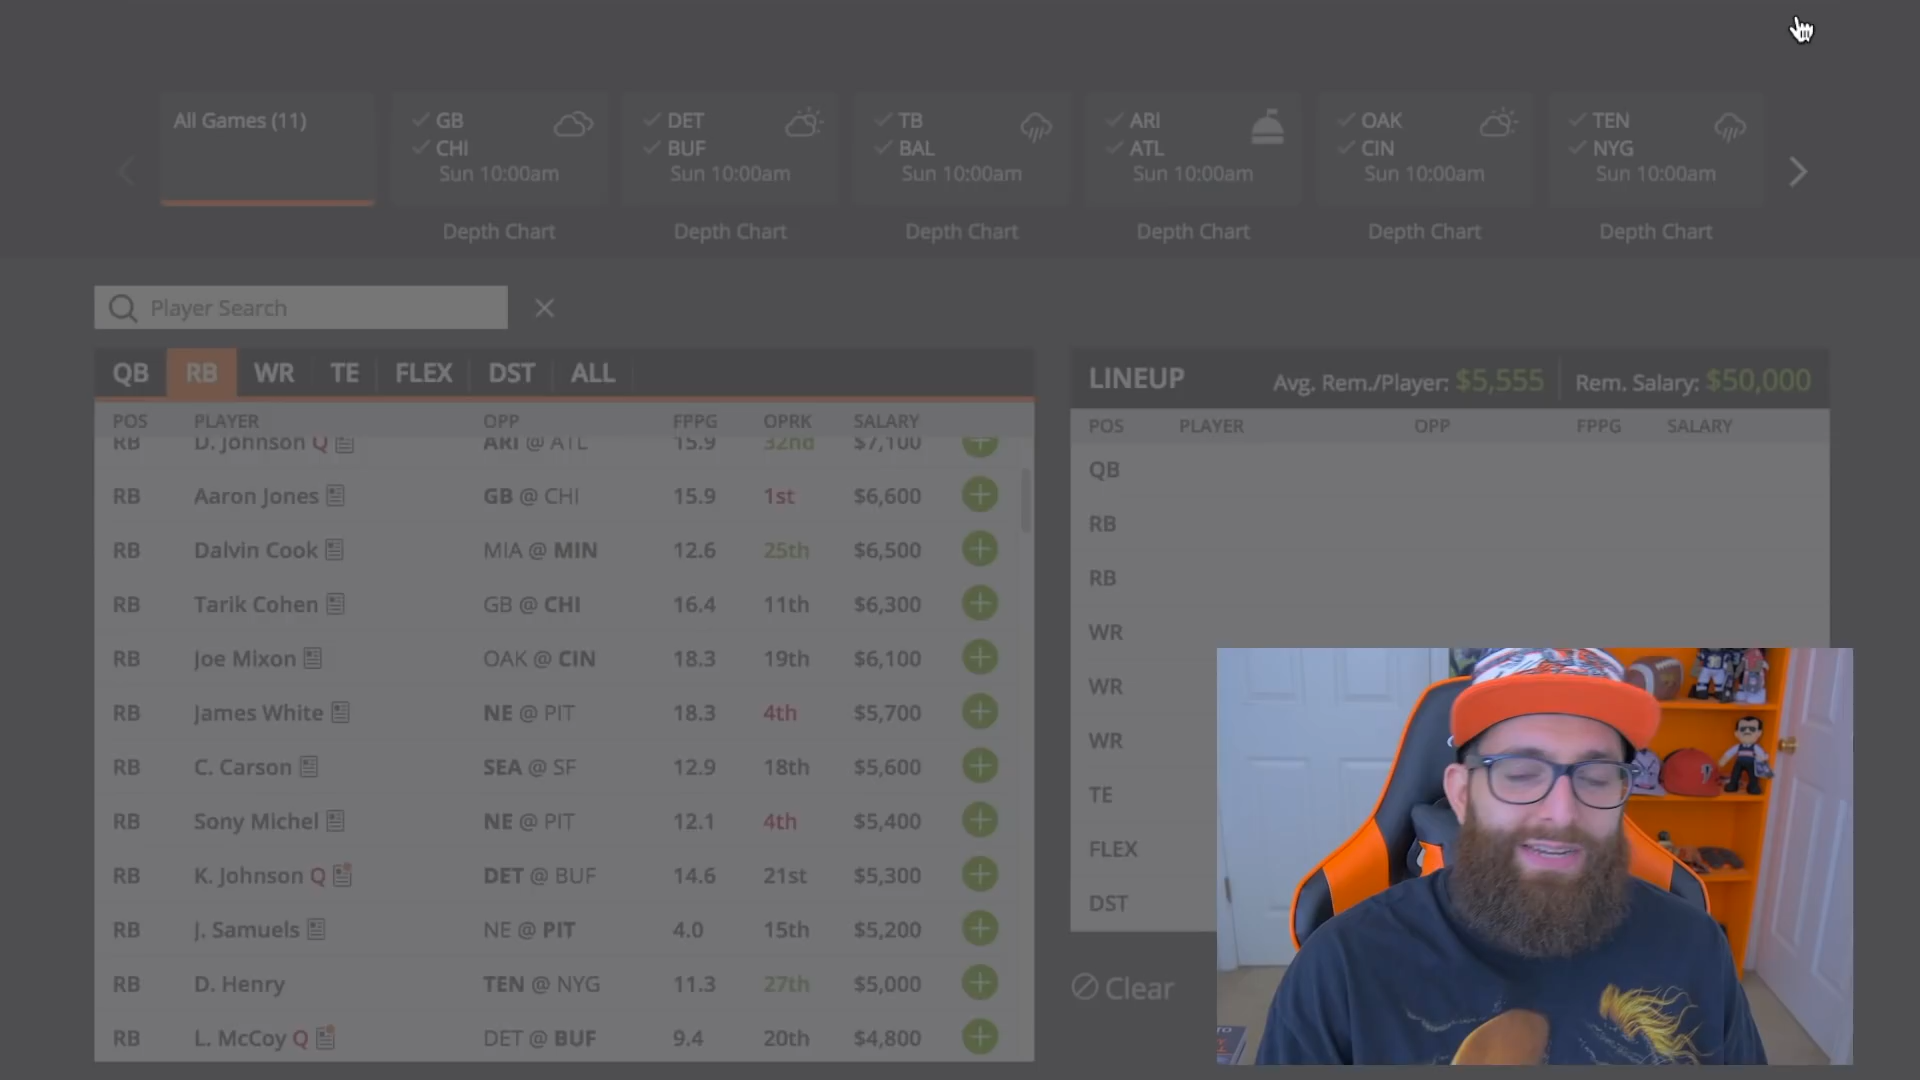 All Games (11)
GB
CHI
Sun 10:00am
Depth Chart
DET
BUF
Sun 10:00am
Depth Chart
TB
BAL
Sun 10:00am
Depth Chart
ARI
ATL
Sun 10:00am
Depth Chart
OAK
CIN
Sun 10:00am
Depth Chart
TEN
NYG
Sun 10:00am
Depth Chart
Player Search
QB RB WR TE FLEX DST ALL
POS PLAYER OPP FPPG OPRK SALARY
RB D. Johnson Q ARI @ ATL 15.9 32nd $7,100
RB Aaron Jones GB @ CHI 15.9 1st $6,600
RB Dalvin Cook MIA @ MIN 12.6 25th $6,500
RB Tarik Cohen GB @ CHI 16.4 11th $6,300
RB Joe Mixon OAK @ CIN 18.3 19th $6,100
RB James White NE @ PIT 18.3 4th $5,700
RB C. Carson SEA @ SF 12.9 18th $5,600
RB Sony Michel NE @ PIT 12.1 4th $5,400
RB K. Johnson Q DET @ BUF 14.6 21st $5,300
RB J. Samuels NE @ PIT 4.0 15th $5,200
RB D. Henry TEN @ NYG 11.3 27th $5,000
RB L. McCoy Q DET @ BUF 9.4 20th $4,800
LINEUP Avg. Rem./Player: $5,555 Rem. Salary: $50,000
POS PLAYER OPP FPPG SALARY
QB
RB
RB
WR
WR
WR
TE
FLEX
DST
Clear